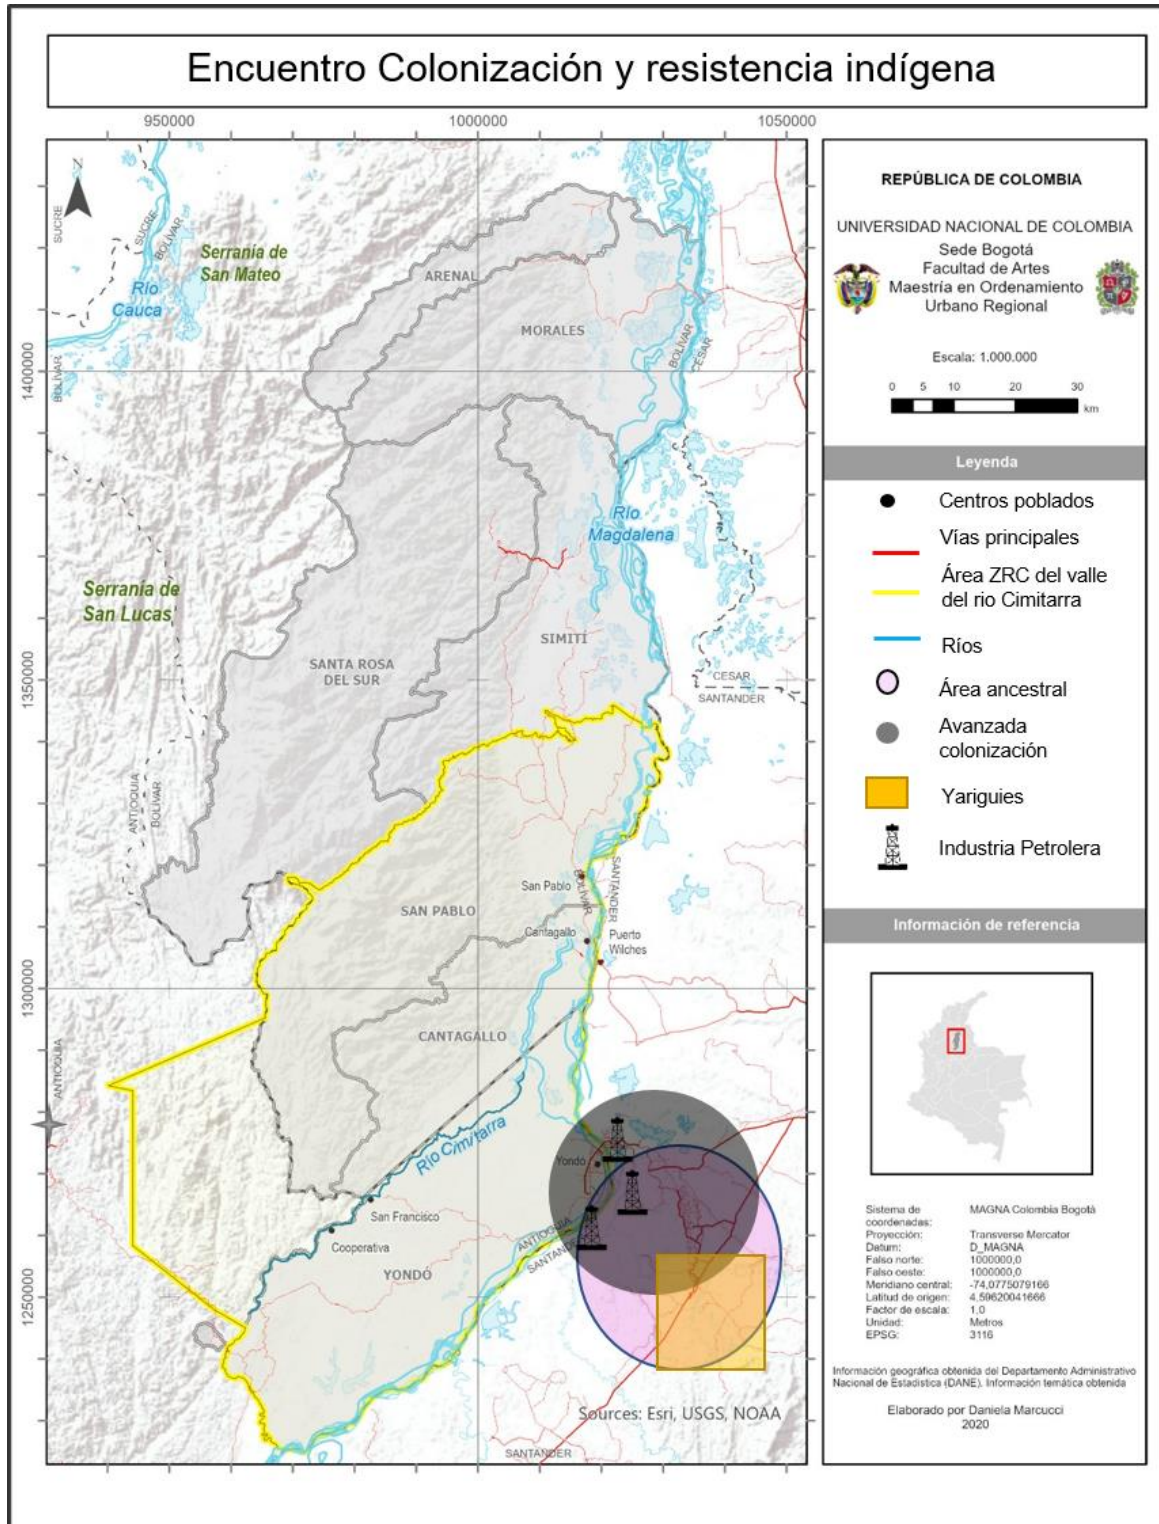 Encuentro Colonización y resistencia indígena
950000
1000000
1050000
N
SUCRE
SUCRE
BOLÍVAR
Serranía de
San Mateo
Río
Cauca
BOLÍVAR
ARENAL
MORALES
BOLÍVAR
CESAR
1400000
Río
Magdalena
Serranía de
San Lucas
SIMITÍ
SANTA ROSA
DEL SUR
1350000
CESAR
SANTANDER
ANTIOQUIA
BOLÍVAR
San Pablo
BOLÍVAR
SANTANDER
SAN PABLO
Cantagallo
Puerto
Wilches
1300000
CANTAGALLO
ANTIOQUIA
Río Cimitarra
Yondó
San Francisco
Cooperativa
ANTIOQUIA
SANTANDER
YONDÓ
1250000
Sources: Esri, USGS, NOAA
SANTANDER
REPÚBLICA DE COLOMBIA
UNIVERSIDAD NACIONAL DE COLOMBIA
Sede Bogotá
Facultad de Artes
Maestría en Ordenamiento
Urbano Regional
Escala: 1.000.000
0 5 10 20 30
km
Leyenda
Centros poblados
Vías principales
Área ZRC del valle
del rio Cimitarra
Ríos
Área ancestral
Avanzada
colonización
Yariguies
Industria Petrolera
Información de referencia
Sistema de coordenadas: MAGNA Colombia Bogotá
Proyección: Transverse Mercator
Datum: D_MAGNA
Falso norte: 1000000,0
Falso oeste: 1000000,0
Meridiano central: -74,0775079166
Latitud de origen: 4,59620041666
Factor de escala: 1,0
Unidad: Metros
EPSG: 3116
Información geográfica obtenida del Departamento Administrativo
Nacional de Estadística (DANE). Información temática obtenida
Elaborado por Daniela Marcucci
2020